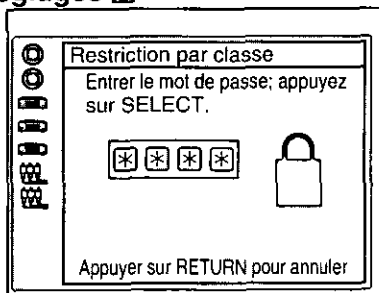 Restriction par classe
Entrer le mot de passe; appuyez
sur SELECT.
* * * *
Appuyer sur RETURN pour annuler